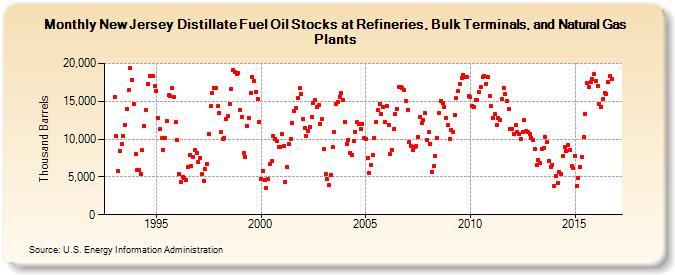 Monthly New Jersey Distillate Fuel Oil Stocks at Refineries, Bulk Terminals, and Natural Gas
Plants
Thousand Barrels
20,000
15,000
10,000
5,000
0
1995
2000
2005
2010
2015
Source: U.S. Energy Information Administration